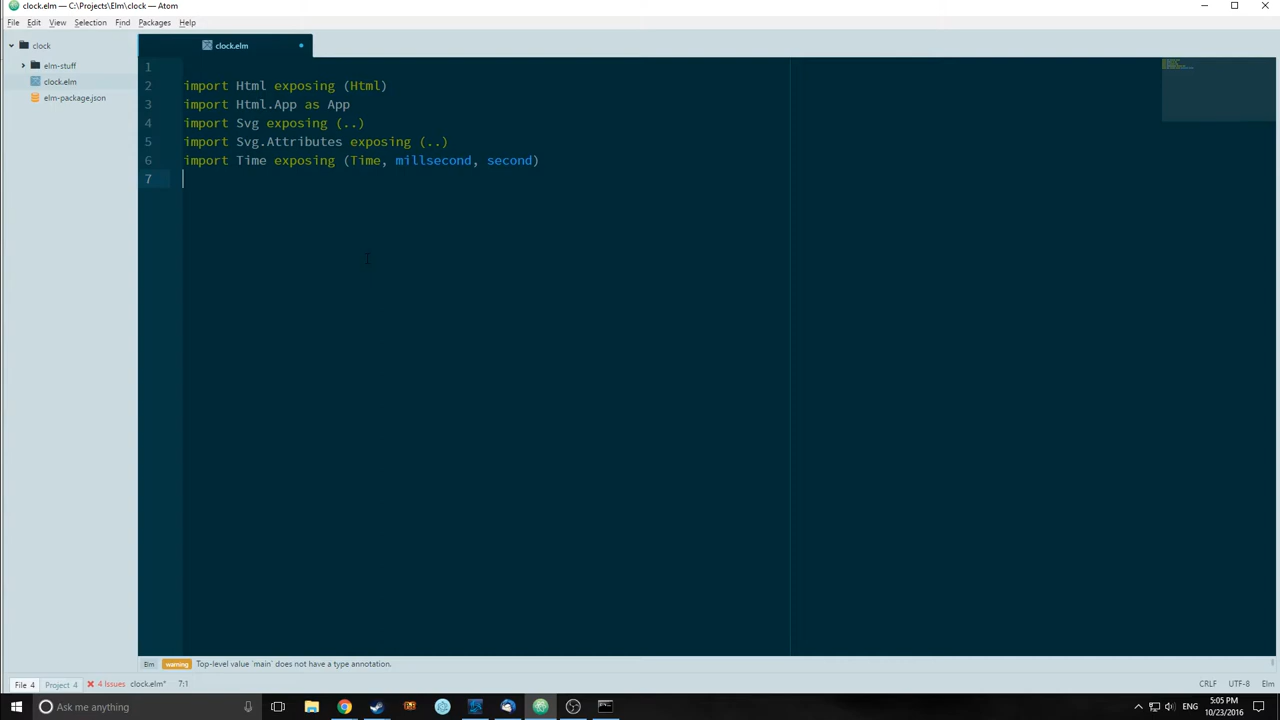 clock.elm — C:\Projects\Elm\clock — Atom
File Edit View Selection Find Packages Help
clock
clock.elm
elm-stuff
clock.elm
elm-package.json
1
2 import Html exposing (Html)
3 import Html.App as App
4 import Svg exposing (..)
5 import Svg.Attributes exposing (..)
6 import Time exposing (Time, millsecond, second)
7
Elm warning Top-level value 'main' does not have a type annotation.
File 4 Project 4 4 Issues clock.elm* 7:1 CRLF UTF-8 Elm
Ask me anything
ENG
5:05 PM
10/23/2016